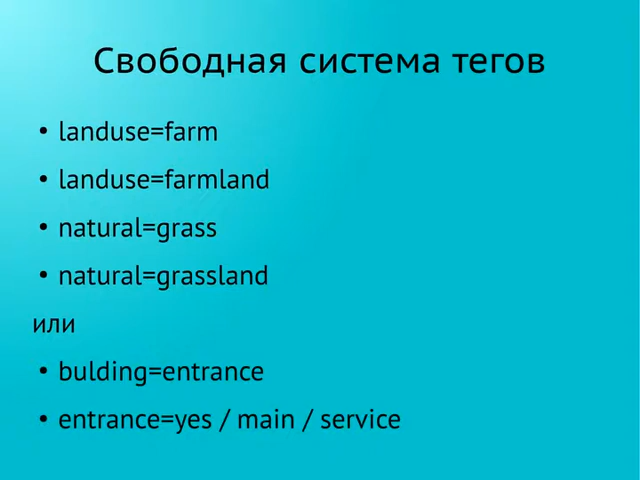 Свободная система тегов
• landuse=farm
• landuse=farmland
• natural=grass
• natural=grassland
или
• bulding=entrance
• entrance=yes / main / service